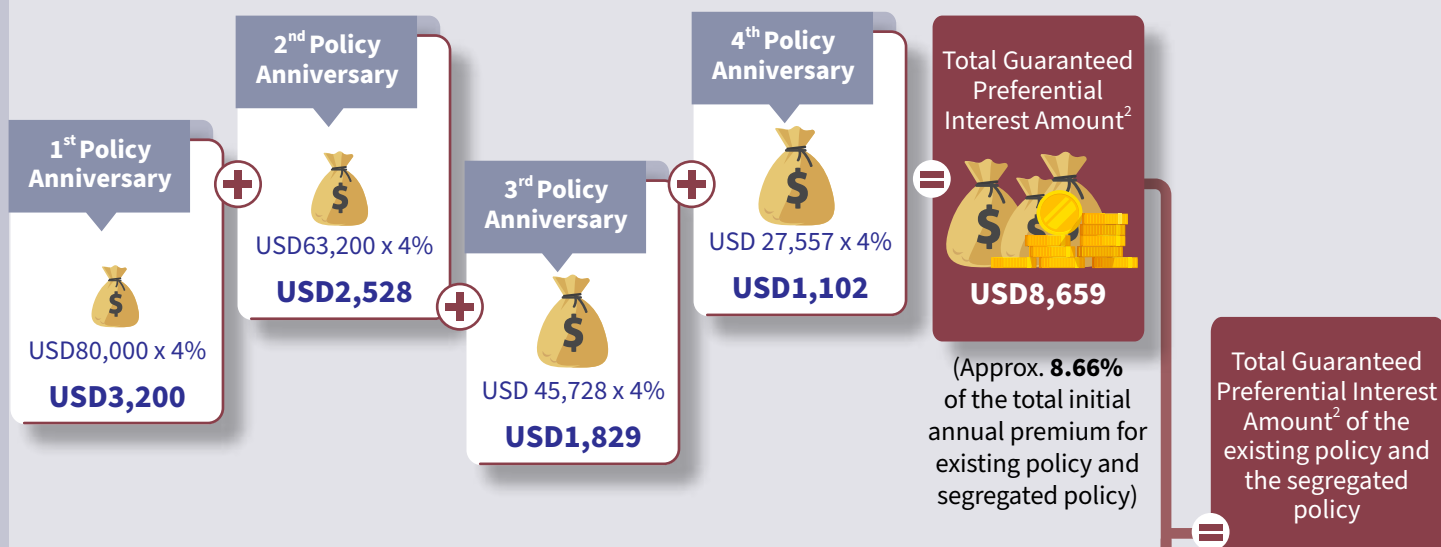 1st Policy
Anniversary
USD80,000 x 4%
USD3,200
2nd Policy
Anniversary
USD63,200 x 4%
USD2,528
3rd Policy
Anniversary
USD 45,728 x 4%
USD1,829
4th Policy
Anniversary
USD 27,557 x 4%
USD1,102
Total Guaranteed
Preferential
Interest Amount2
USD8,659
(Approx. 8.66%
of the total initial
annual premium for
existing policy and
segregated policy)
Total Guaranteed
Preferential Interest
Amount2 of the
existing policy and
the segregated
policy